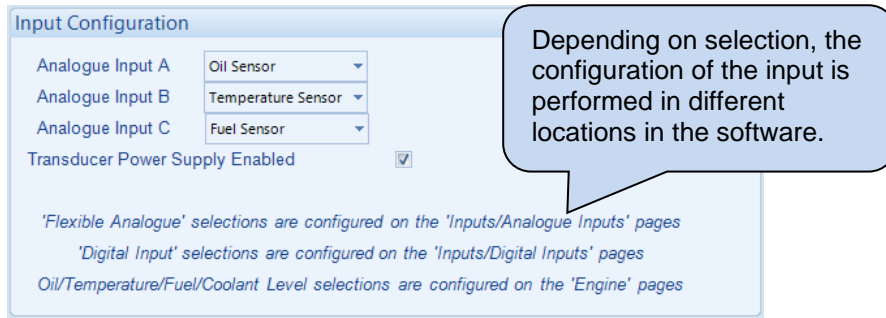 Input Configuration
Depending on selection, the
configuration of the input is
performed in different
locations in the software.
Analogue Input A Oil Sensor
Analogue Input B Temperature Sensor
Analogue Input C Fuel Sensor
Transducer Power Supply Enabled
'Flexible Analogue' selections are configured on the 'Inputs/Analogue Inputs' pages
'Digital Input' selections are configured on the 'Inputs/Digital Inputs' pages
Oil/Temperature/Fuel/Coolant Level selections are configured on the 'Engine' pages